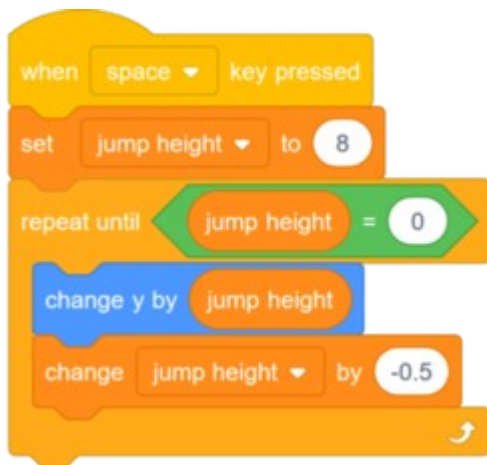 when space key pressed
set jump height to 8
repeat until jump height = 0
change y by jump height
change jump height by -0.5